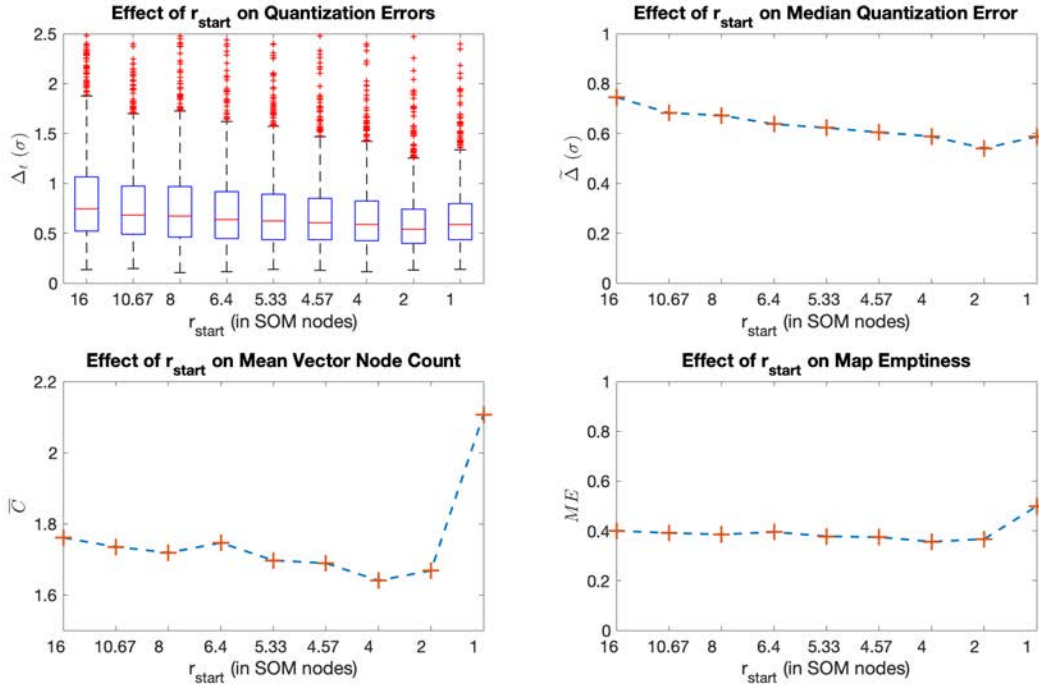 Effect of r_start on Quantization Errors
2.5
2
1.5
1
0.5
0
Δ_t (σ)
16 10.67 8 6.4 5.33 4.57 4 2 1
r_start (in SOM nodes)
Effect of r_start on Median Quantization Error
1
0.8
0.6
0.4
0.2
0
Δ̃ (σ)
16 10.67 8 6.4 5.33 4.57 4 2 1
r_start (in SOM nodes)
Effect of r_start on Mean Vector Node Count
2.2
2
1.8
1.6
C̅
16 10.67 8 6.4 5.33 4.57 4 2 1
r_start (in SOM nodes)
Effect of r_start on Map Emptiness
1
0.8
0.6
0.4
0.2
0
ME
16 10.67 8 6.4 5.33 4.57 4 2 1
r_start (in SOM nodes)